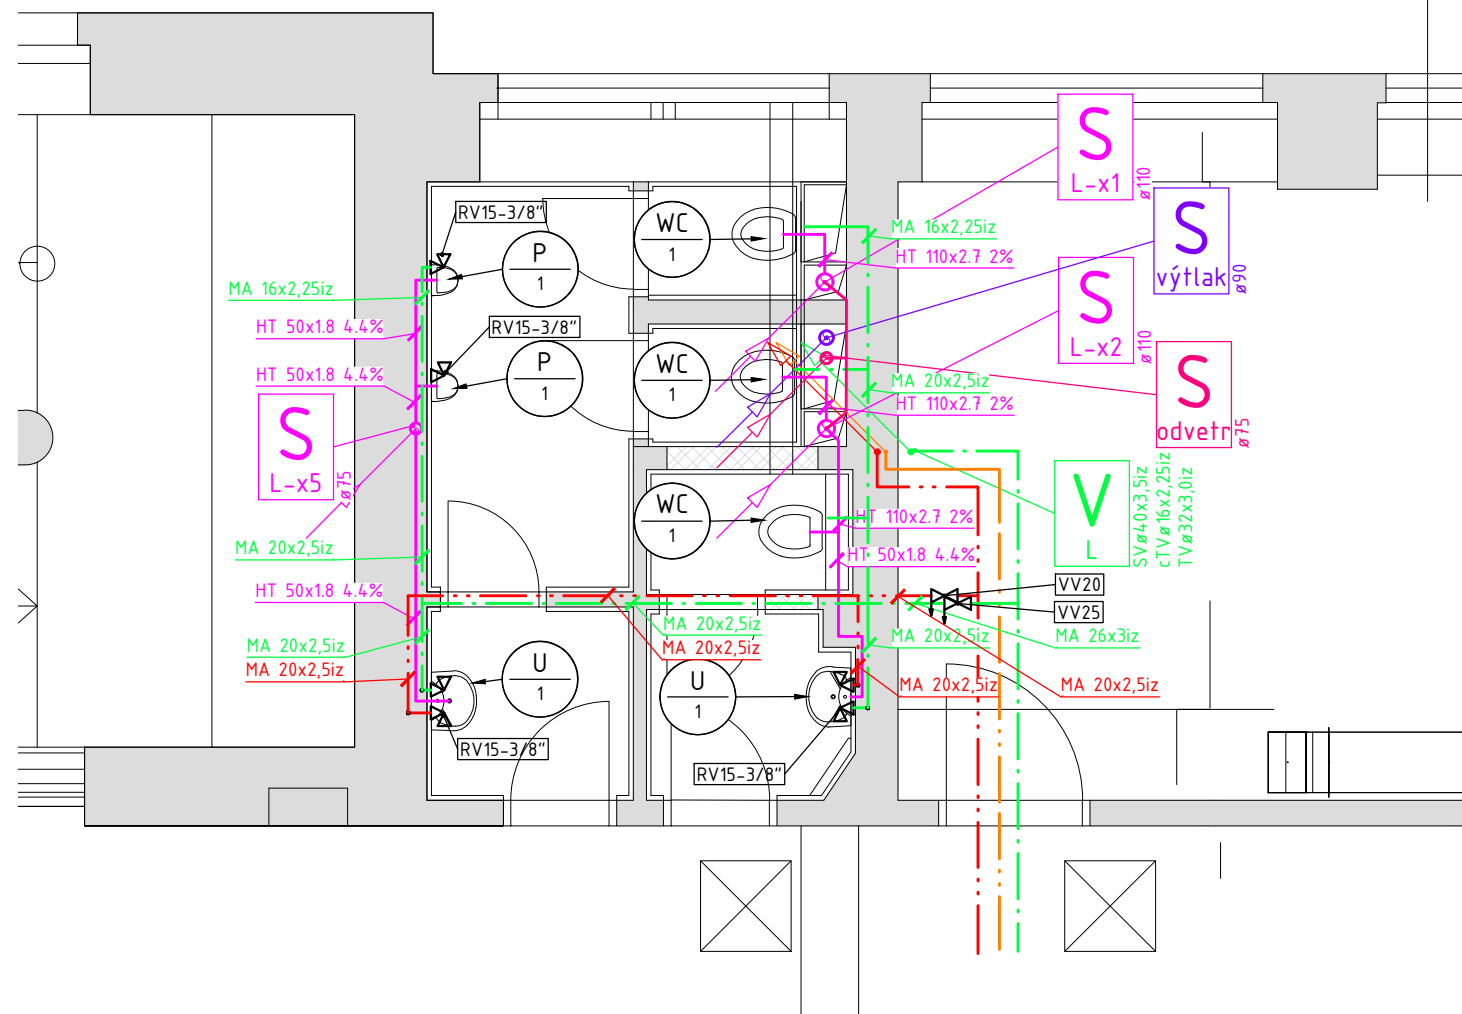 S
L-x1
ø110
RV15-3/8"
WC
1
MA 16x2,25iz
S
výtlak
ø90
P
1
HT 110x2.7 2%
MA 16x2,25iz
S
L-x2
ø110
HT 50x1.8 4.4%
RV15-3/8"
P
1
WC
1
HT 50x1.8 4.4%
MA 20x2,5iz
HT 110x2.7 2%
S
odvetr
ø75
S
L-x5
ø75
V
L
SVø40x3,5iz
cTVø16x2,25iz
TVø32x3,0iz
WC
1
HT 110x2.7 2%
MA 20x2,5iz
HT 50x1.8 4.4%
VV20
HT 50x1.8 4.4%
VV25
MA 20x2,5iz
MA 20x2,5iz
MA 26x3iz
MA 20x2,5iz
MA 20x2,5iz
MA 20x2,5iz
U
1
U
1
MA 20x2,5iz
MA 20x2,5iz
RV15-3/8"
RV15-3/8"